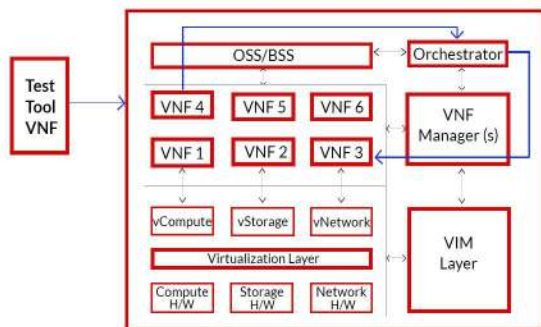 OSS/BSS
Orchestrator
Test
Tool
VNF
VNF 4
VNF 5
VNF 6
VNF
Manager (s)
VNF 1
VNF 2
VNF 3
vCompute
vStorage
vNetwork
VIM
Layer
Virtualization Layer
Compute
H/W
Storage
H/W
Network
H/W